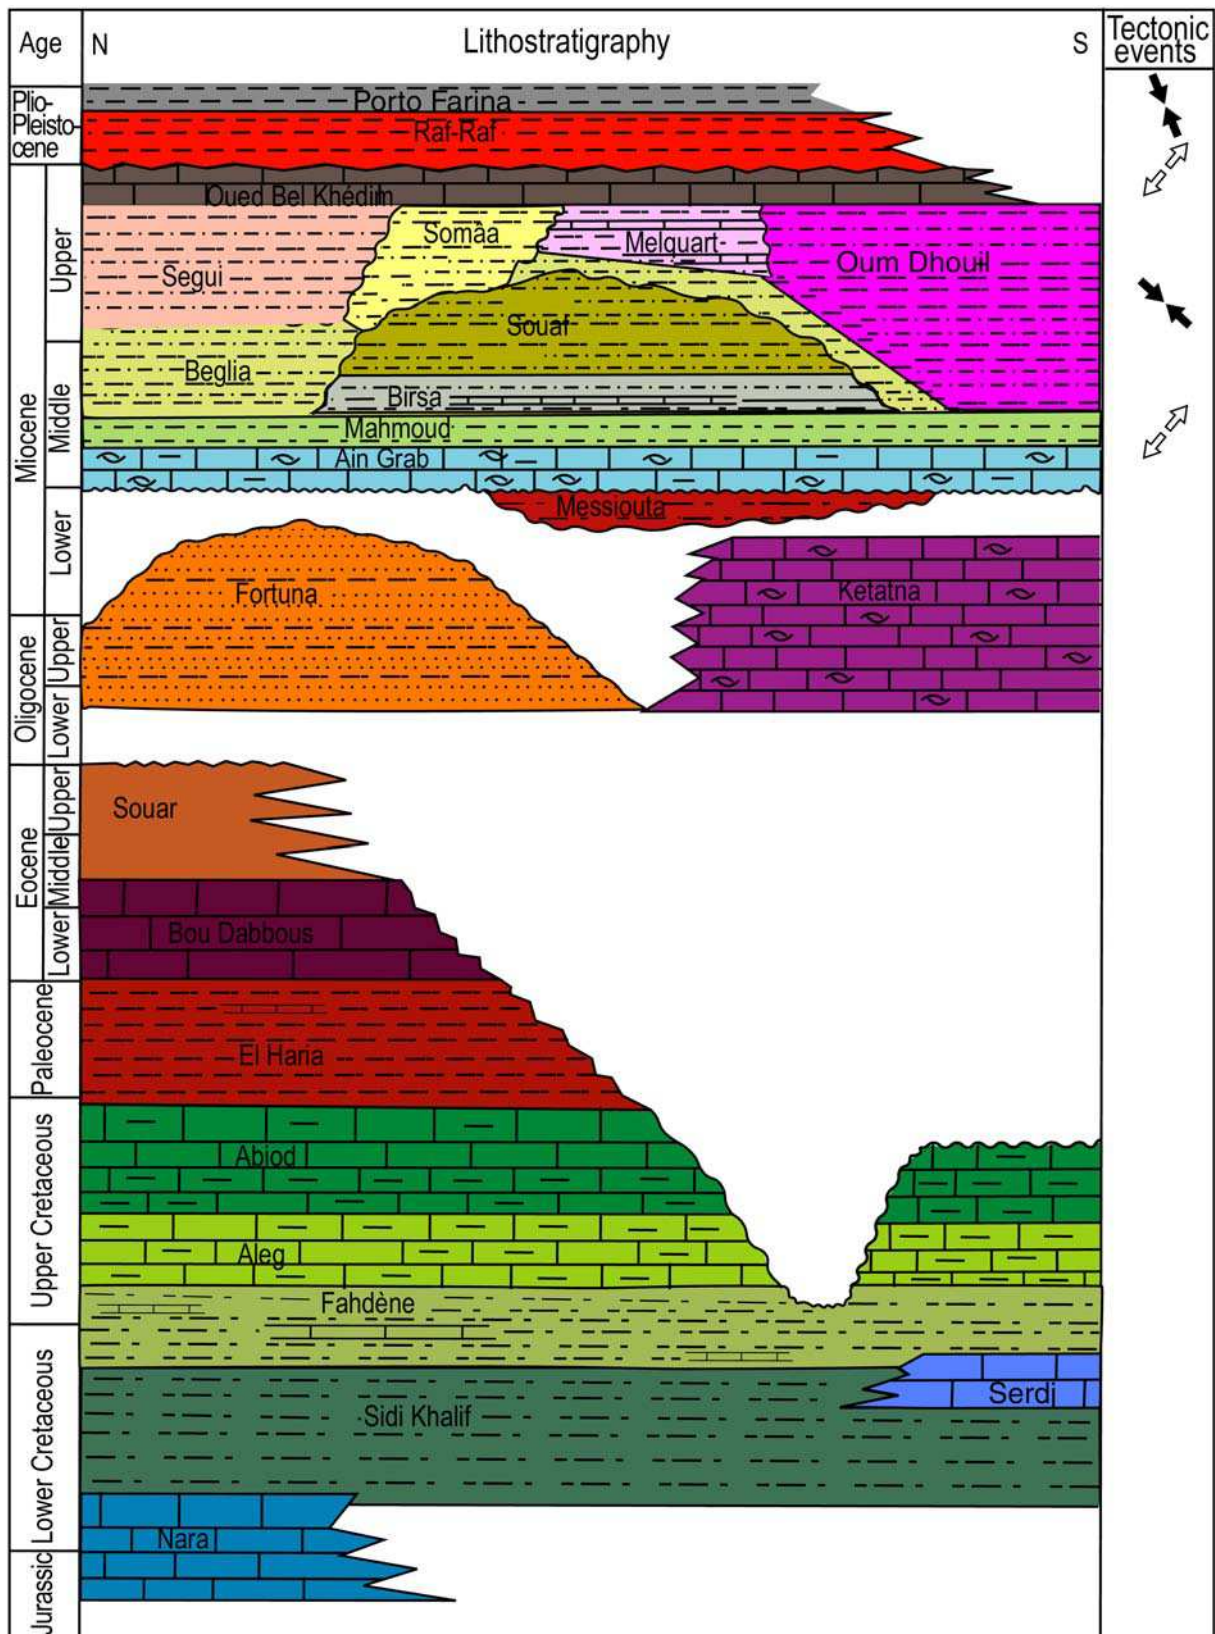 Age
N
Lithostratigraphy
S
Tectonic
events
Plio-
Pleisto-
cene
Porto Farina
Raf-Raf
Miocene
Upper
Oued Bel Khédim
Segui
Somâa
Melquart
Oum Dhouil
Souaf
Middle
Beglia
Birsa
Mahmoud
Ain Grab
Lower
Messiouta
Fortuna
Ketatna
Oligocene
Upper
Lower
Eocene
Upper
Souar
Middle
Lower
Bou Dabbous
Paleocene
El Haria
Upper Cretaceous
Abiod
Aleg
Fahdène
Lower Cretaceous
Serdj
Sidi Khalif
Nara
Jurassic